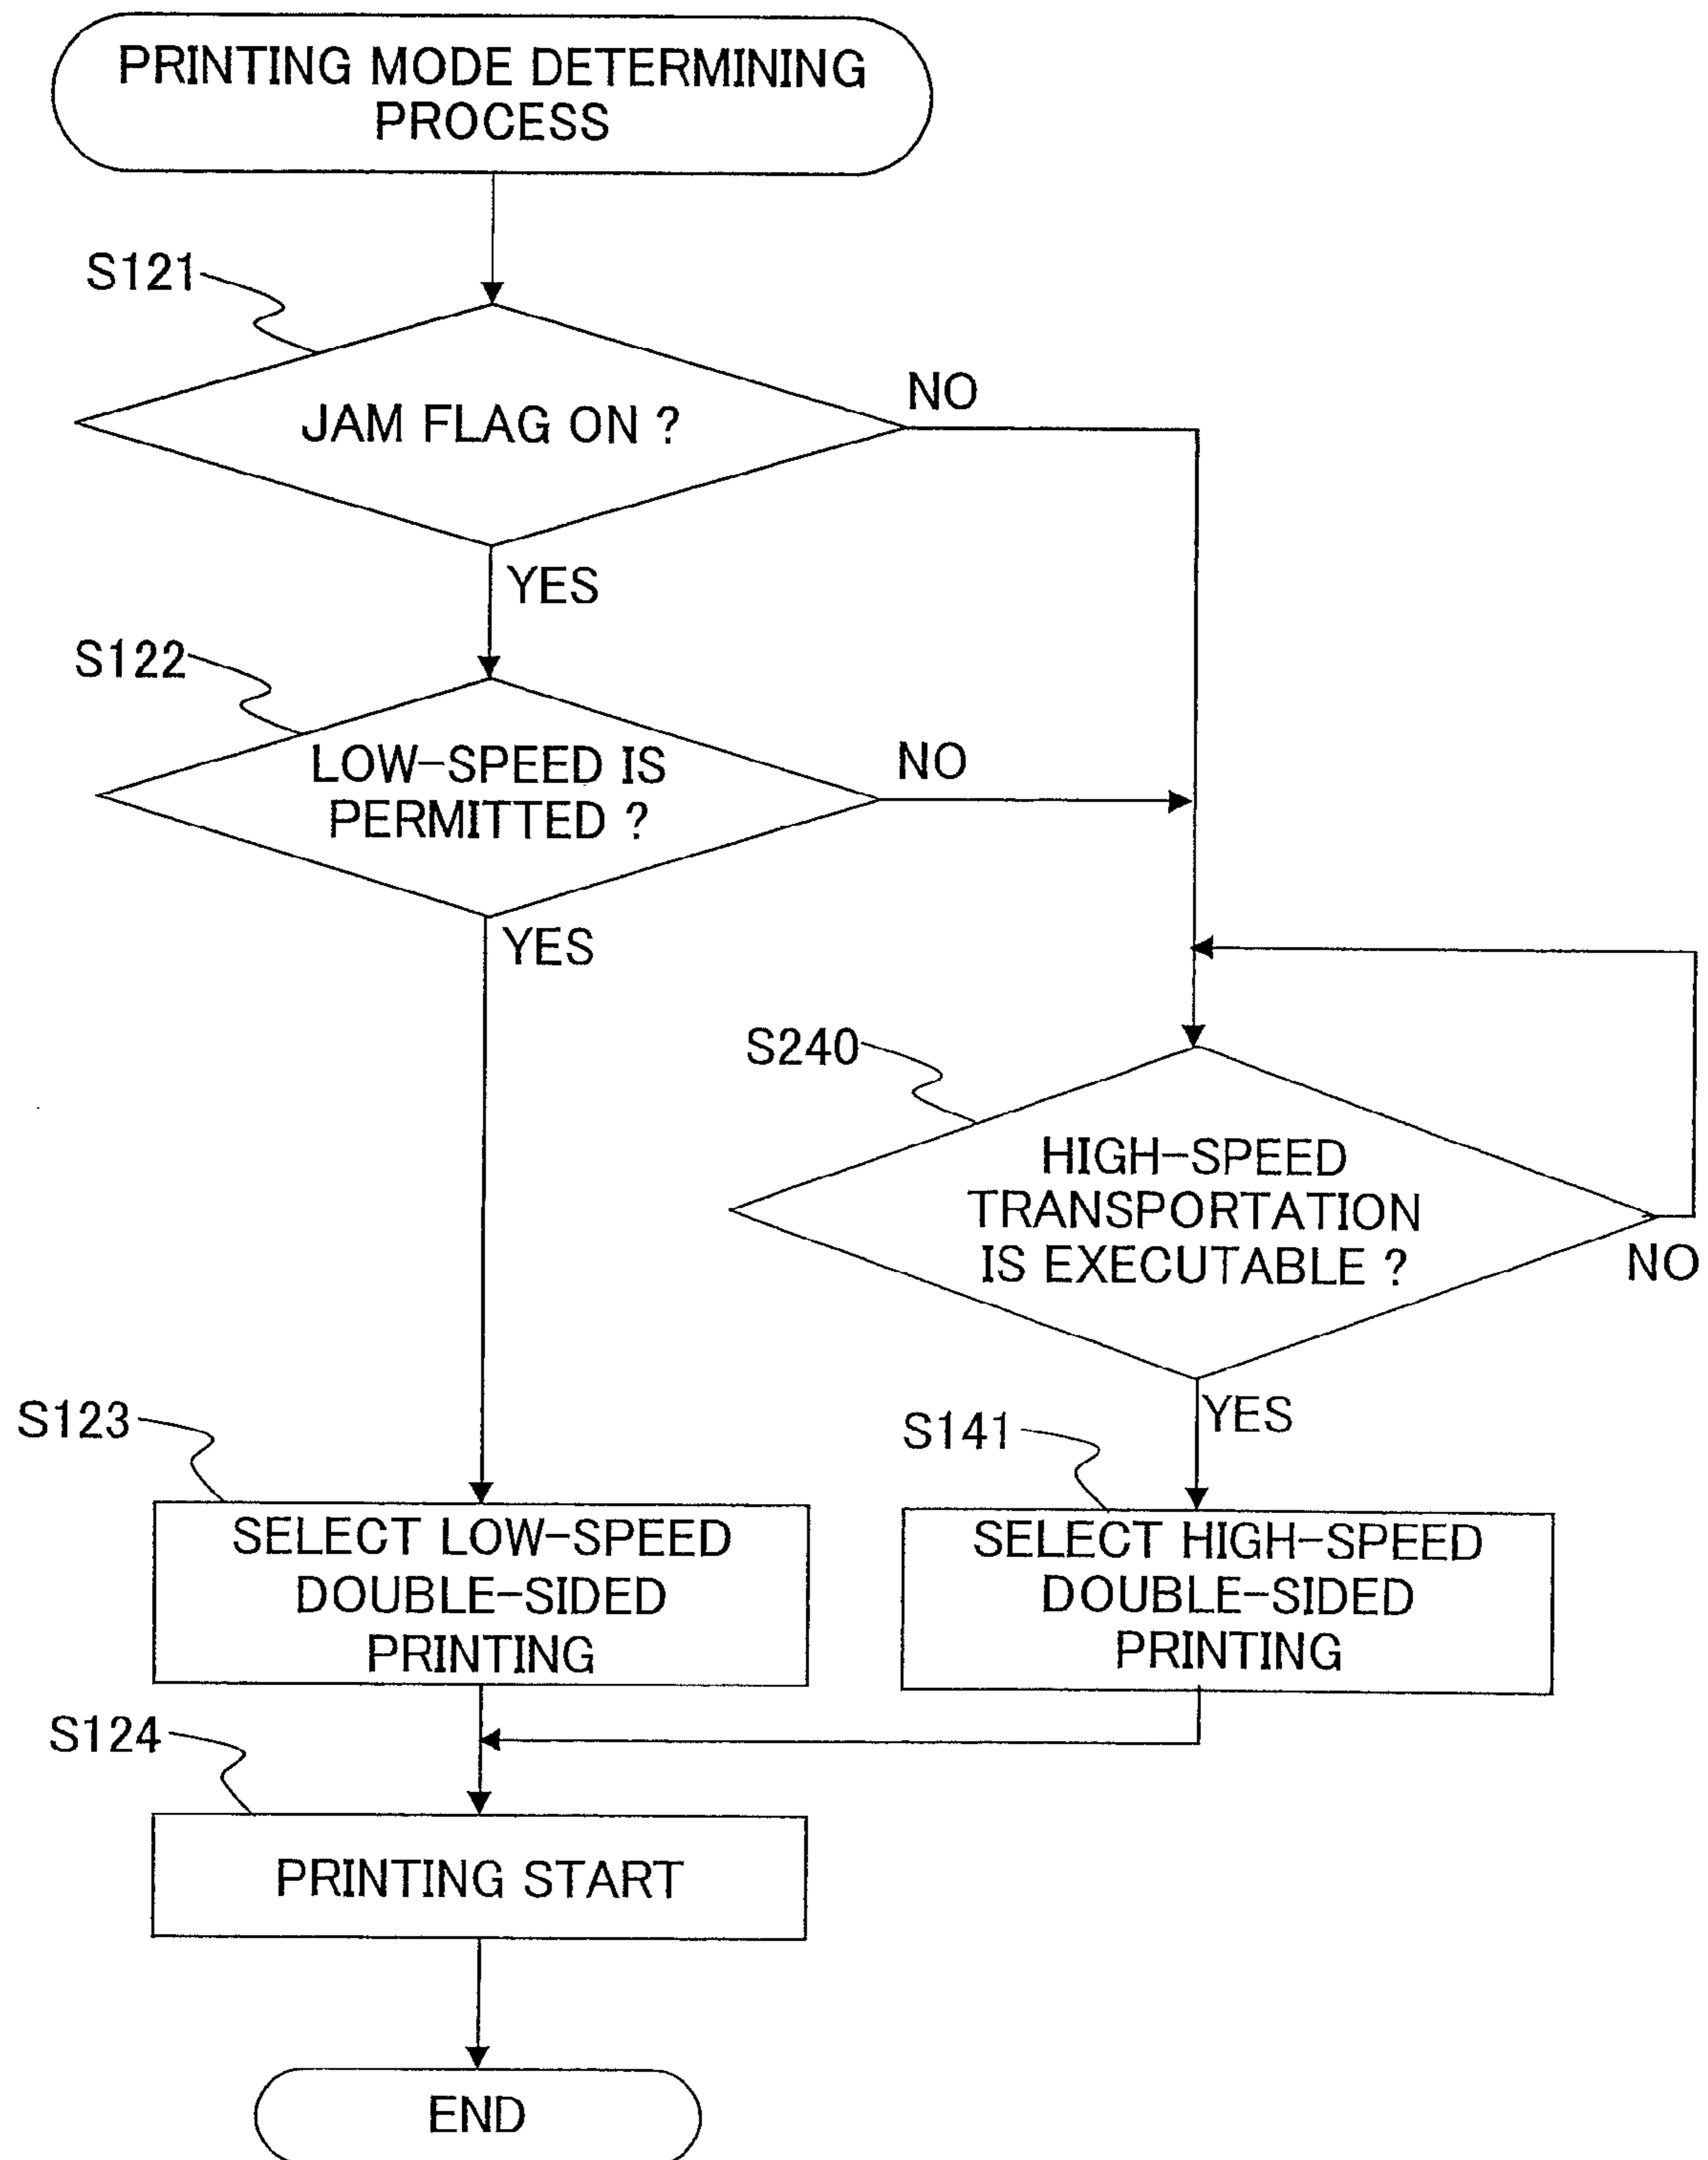 PRINTING MODE DETERMINING
PROCESS
S121
JAM FLAG ON ?
NO
YES
S122
LOW-SPEED IS
PERMITTED ?
NO
YES
S240
HIGH-SPEED
TRANSPORTATION
IS EXECUTABLE ?
NO
YES
S123
SELECT LOW-SPEED
DOUBLE-SIDED
PRINTING
S141
SELECT HIGH-SPEED
DOUBLE-SIDED
PRINTING
S124
PRINTING START
END